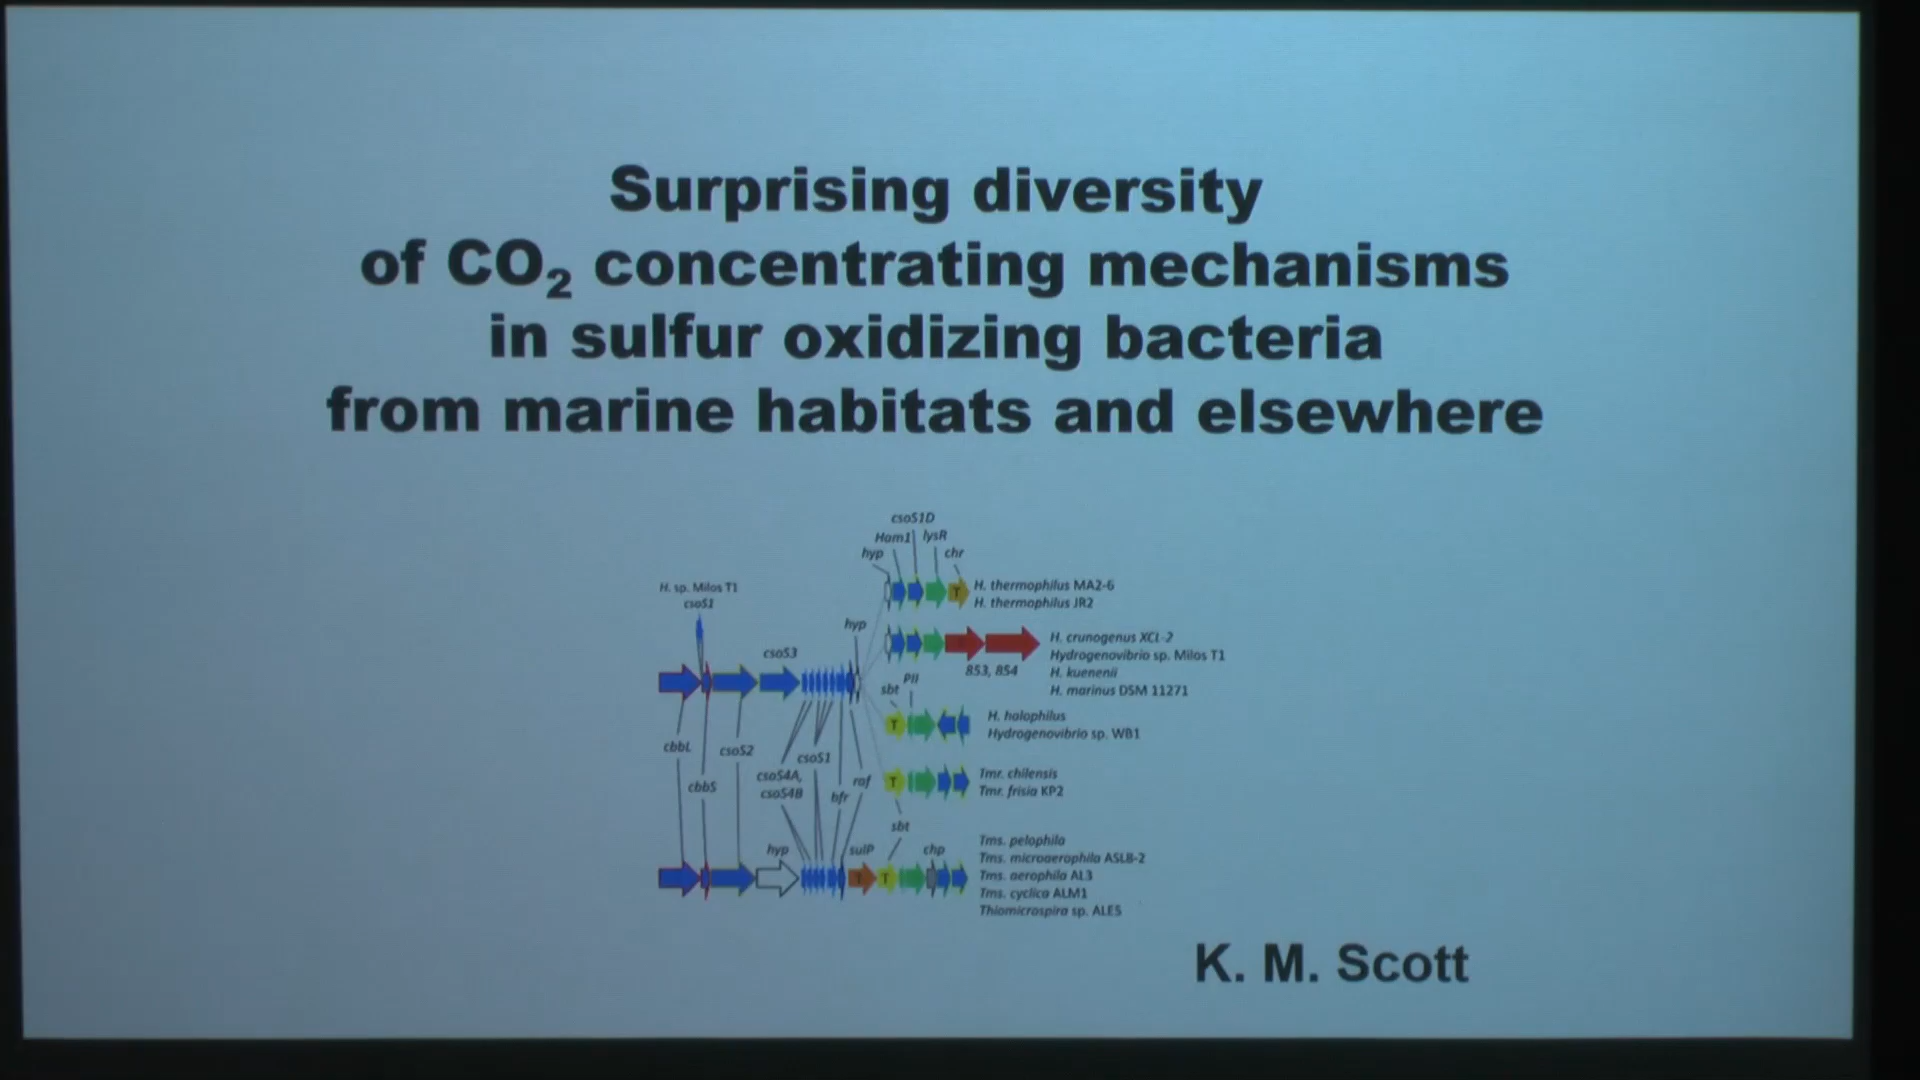 Surprising diversity
of CO₂ concentrating mechanisms
in sulfur oxidizing bacteria
from marine habitats and elsewhere
csoS1D
Ham1 lysR
hyp chr
H. thermophilus MA2-6
H. thermophilus JR2
H. sp. Milos T1
csoS1
hyp
csoS3
H. crunogenus XCL-2
Hydrogenovibrio sp. Milos T1
H. kuenenii
H. marinus DSM 11271
853, 854
sbt PII
H. halophilus
Hydrogenovibrio sp. WB1
cbbL csoS2 csoS1
cbbS
csoS4A,
csoS4B
bfr
raf
Tmr. chilensis
Tmr. frisia KP2
sbt
hyp sulP chp
Tms. pelophila
Tms. microaerophila ASL8-2
Tms. aerophila AL3
Tms. cyclica ALM1
Thiomicrospira sp. ALE5
T
T
T
T
T
K. M. Scott